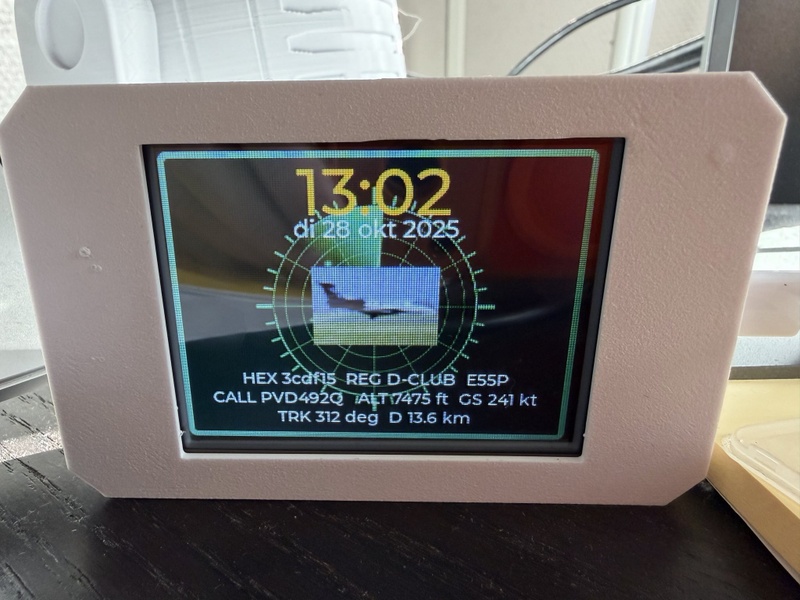 13:02
di 28 okt 2025
HEX 3cdf15 REG D-CLUB E55P
CALL PVD492Q ALT 7475 ft GS 241 kt
TRK 312 deg D 13.6 km